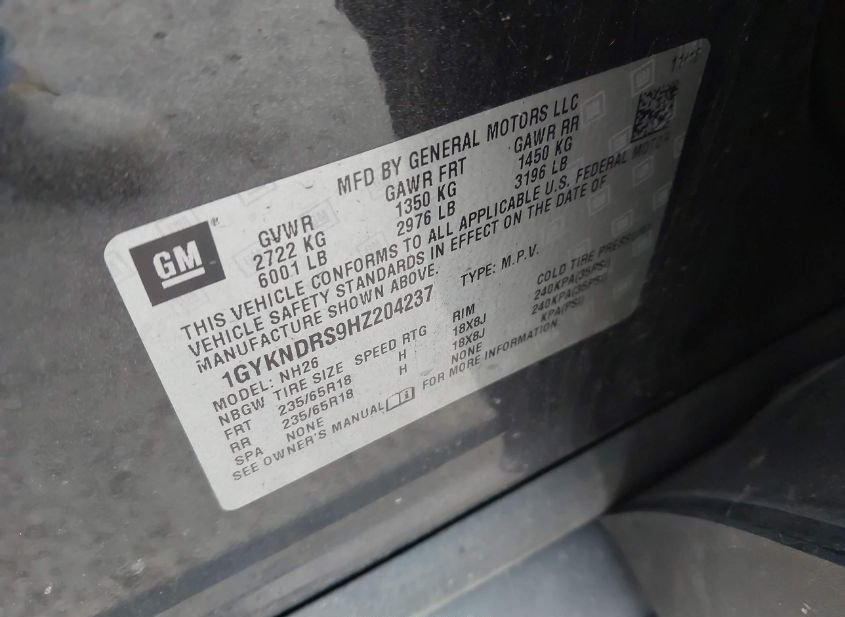 GM ®
MFD BY GENERAL MOTORS LLC
GVWR GAWR FRT GAWR RR
2722 KG 1350 KG 1450 KG
6001 LB 2976 LB 3196 LB
THIS VEHICLE CONFORMS TO ALL APPLICABLE U.S. FEDERAL MOTOR
VEHICLE SAFETY STANDARDS IN EFFECT ON THE DATE OF
MANUFACTURE SHOWN ABOVE.
1GYKNDRS9HZ204237 TYPE: M.P.V.
MODEL: NH26
NBGW TIRE SIZE SPEED RTG RIM COLD TIRE PRESSURE
FRT 235/65R18 H 18X8J 240KPA(35PSI)
RR 235/65R18 H 18X8J 240KPA(35PSI)
SPA NONE NONE KPA(PSI)
SEE OWNER'S MANUAL FOR MORE INFORMATION.